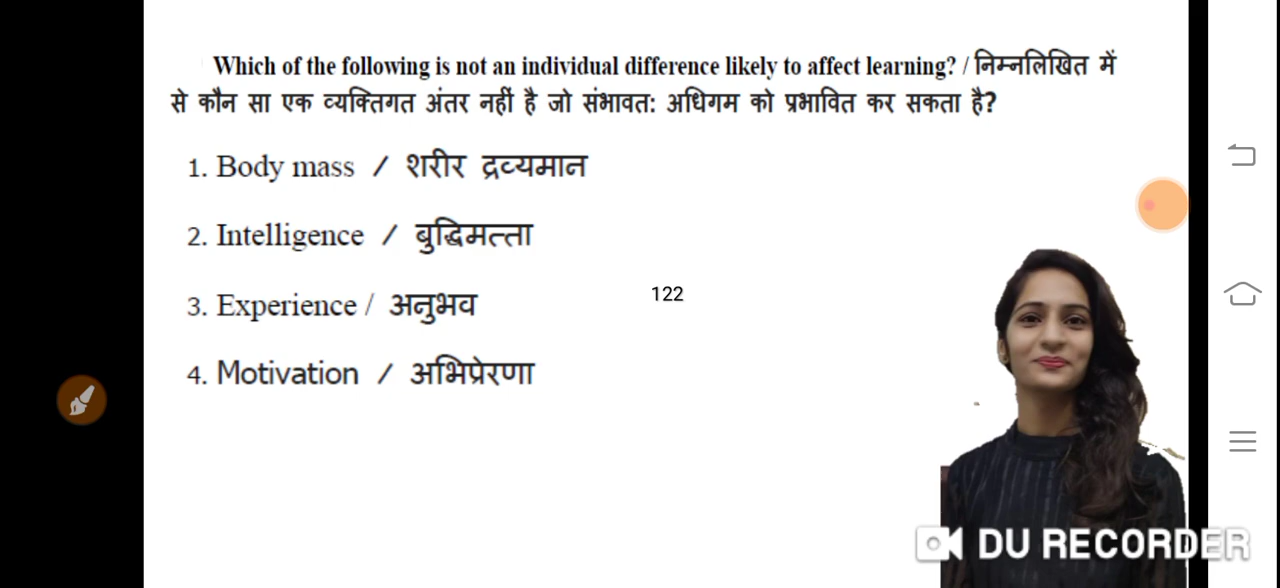 Which of the following is not an individual difference likely to affect learning? / निम्नलिखित में
से कौन सा एक व्यक्तिगत अंतर नहीं है जो संभावत: अधिगम को प्रभावित कर सकता है?
1. Body mass / शरीर द्रव्यमान
2. Intelligence / बुद्धिमत्ता
3. Experience / अनुभव
122
4. Motivation / अभिप्रेरणा
DU RECORDER